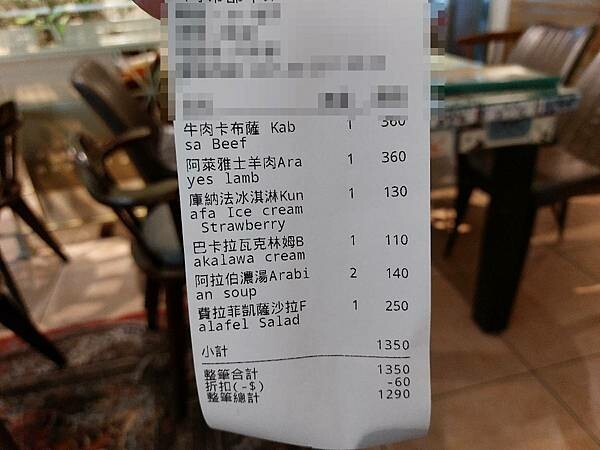 牛肉卡布薩 Kab 1 360
sa Beef
阿萊雅士羊肉Ara 1 360
yes lamb
庫納法冰淇淋Kun 1 130
afa Ice cream
Strawberry
巴卡拉瓦克林姆B 1 110
akalawa cream
阿拉伯濃湯Arabi 2 140
an soup
費拉菲凱薩沙拉F 1 250
alafel Salad
小計 1350
整筆合計 1350
折扣(-$) -60
整筆總計 1290